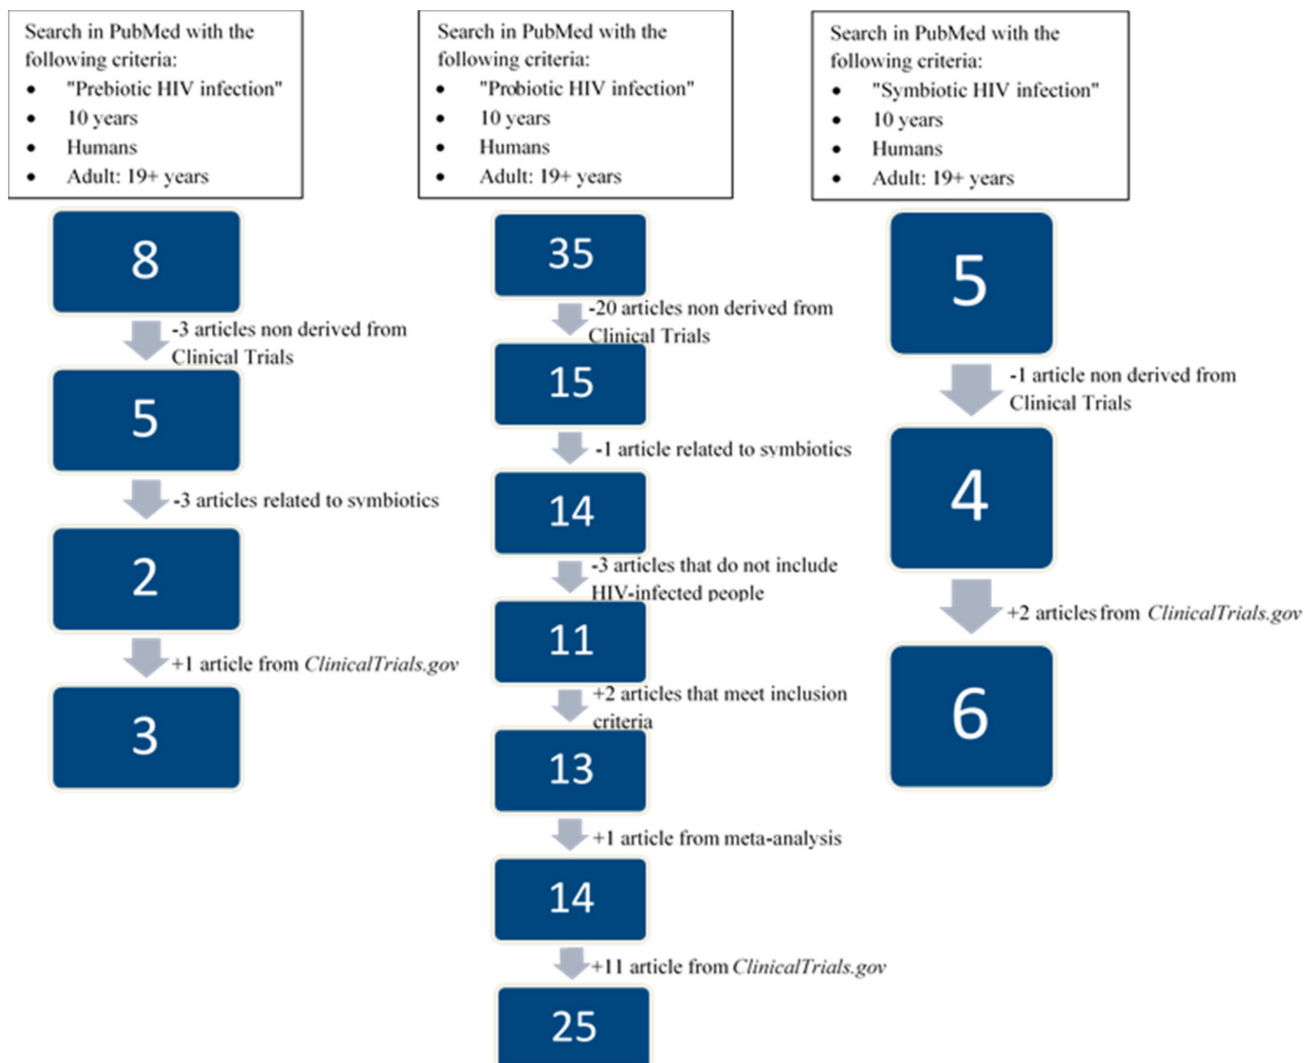 Search in PubMed with the
following criteria:
• "Prebiotic HIV infection"
• 10 years
• Humans
• Adult: 19+ years
8
-3 articles non derived from
Clinical Trials
5
-3 articles related to symbiotics
2
+1 article from ClinicalTrials.gov
3
Search in PubMed with the
following criteria:
• "Probiotic HIV infection"
• 10 years
• Humans
• Adult: 19+ years
35
-20 articles non derived from
Clinical Trials
15
-1 article related to symbiotics
14
-3 articles that do not include
HIV-infected people
11
+2 articles that meet inclusion
criteria
13
+1 article from meta-analysis
14
+11 article from ClinicalTrials.gov
25
Search in PubMed with the
following criteria:
• "Symbiotic HIV infection"
• 10 years
• Humans
• Adult: 19+ years
5
-1 article non derived from
Clinical Trials
4
+2 articles from ClinicalTrials.gov
6